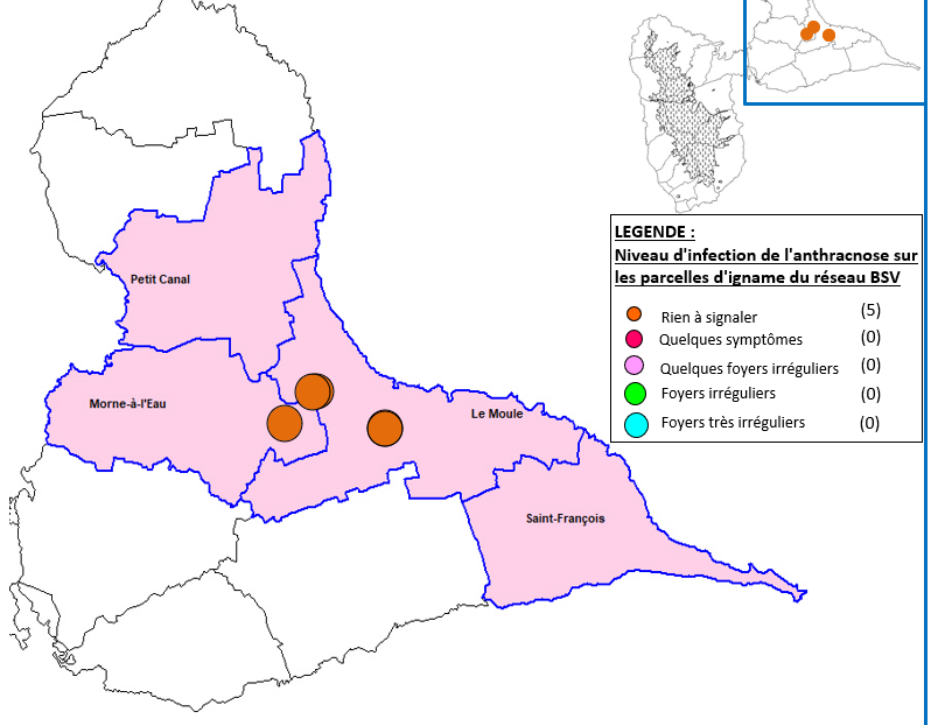 LEGENDE :
Niveau d'infection de l'anthracnose sur
les parcelles d'igname du réseau BSV
Rien à signaler (5)
Quelques symptômes (0)
Quelques foyers irréguliers (0)
Foyers irréguliers (0)
Foyers très irréguliers (0)
Petit Canal
Morne-à-l'Eau
Le Moule
Saint-François